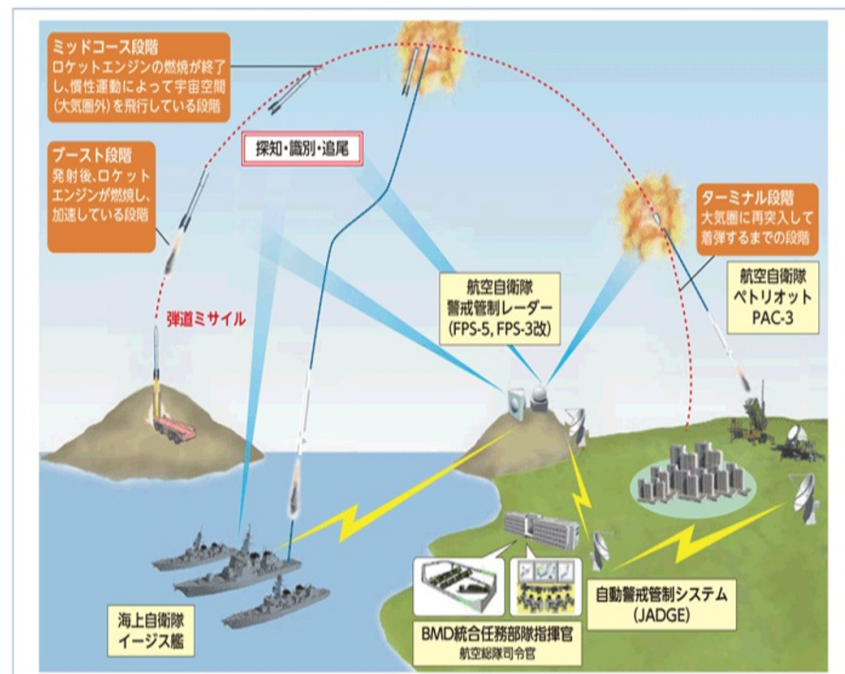 ミッドコース段階
ロケットエンジンの燃焼が終了
し、慣性運動によって宇宙空間
(大気圏外)を飛行している段階
探知・識別・追尾
ブースト段階
発射後、ロケット
エンジンが燃焼し、
加速している段階
ターミナル段階
大気圏に再突入して
着弾するまでの段階
航空自衛隊
警戒管制レーダー
(FPS-5, FPS-3改)
航空自衛隊
ペトリオット
PAC-3
弾道ミサイル
海上自衛隊
イージス艦
BMD統合任務部隊指揮官
航空総隊司令官
自動警戒管制システム
(JADGE)